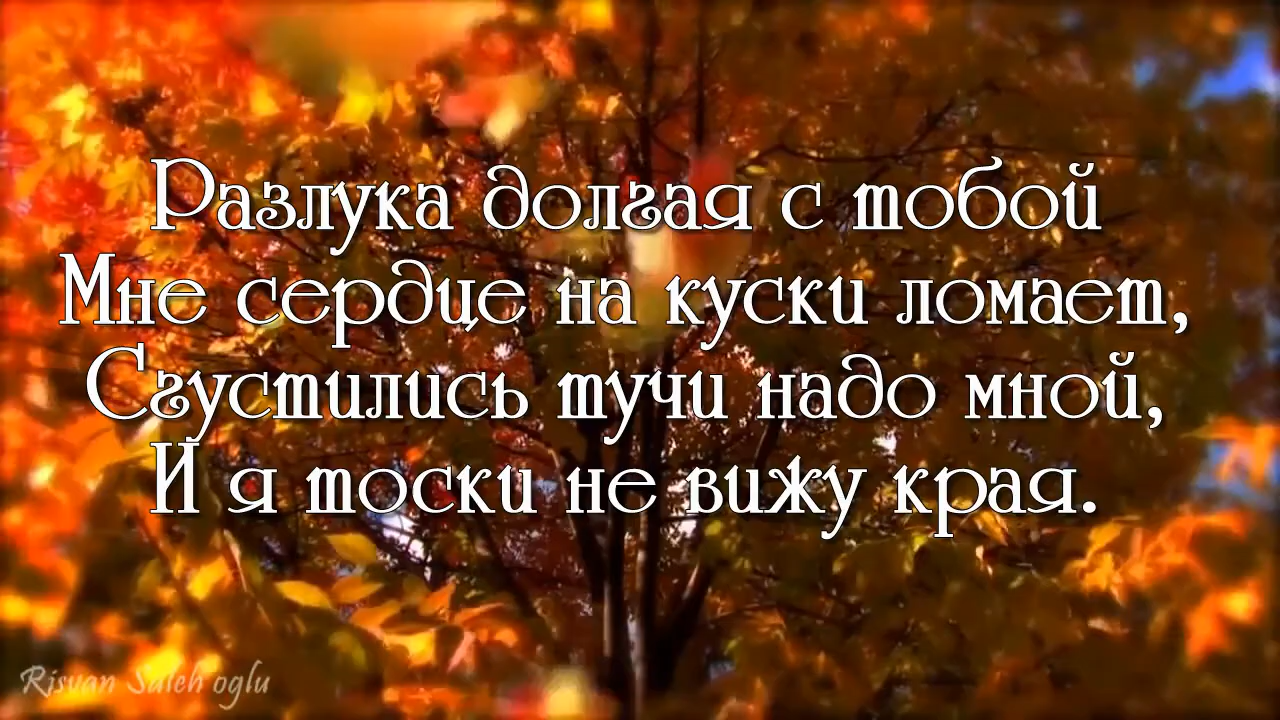 Разлука долгая с тобой
Мне сердце на куски ломает,
Сгустились тучи надо мной,
И я тоски не вижу края.
Risvan Saleh oglu